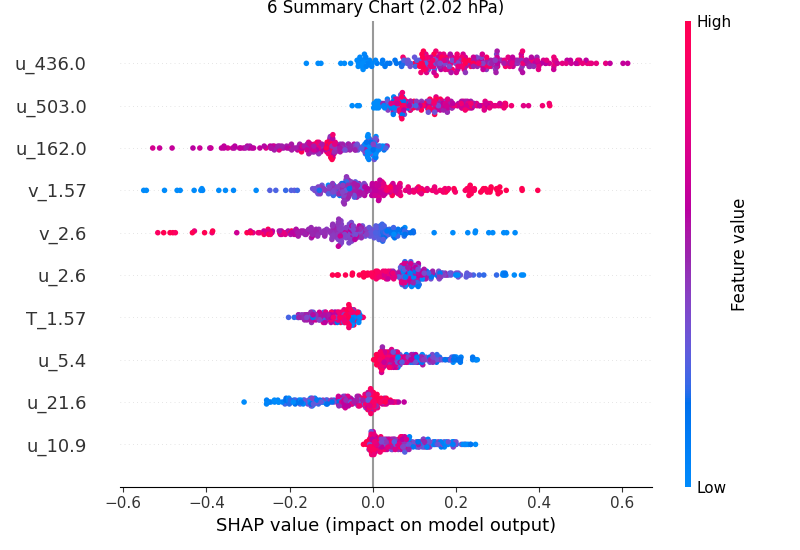 6 Summary Chart (2.02 hPa)
High
u_436.0
u_503.0
u_162.0
v_1.57
v_2.6
u_2.6
T_1.57
u_5.4
u_21.6
u_10.9
Feature value
Low
−0.6 −0.4 −0.2 0.0 0.2 0.4 0.6
SHAP value (impact on model output)